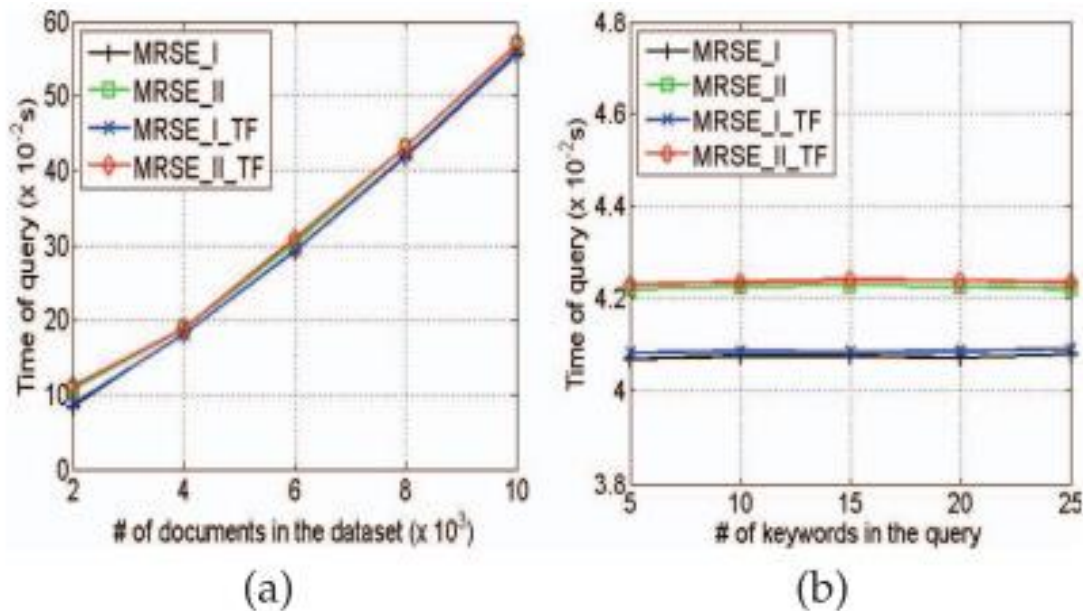 60
50
40
30
20
10
0
Time of query (x 10⁻²s)
MRSE_I
MRSE_II
MRSE_I_TF
MRSE_II_TF
2 4 6 8 10
# of documents in the dataset (x 10³)
(a)
4.8
4.6
4.4
4.2
4
3.8
Time of query (x 10⁻²s)
MRSE_I
MRSE_II
MRSE_I_TF
MRSE_II_TF
5 10 15 20 25
# of keywords in the query
(b)